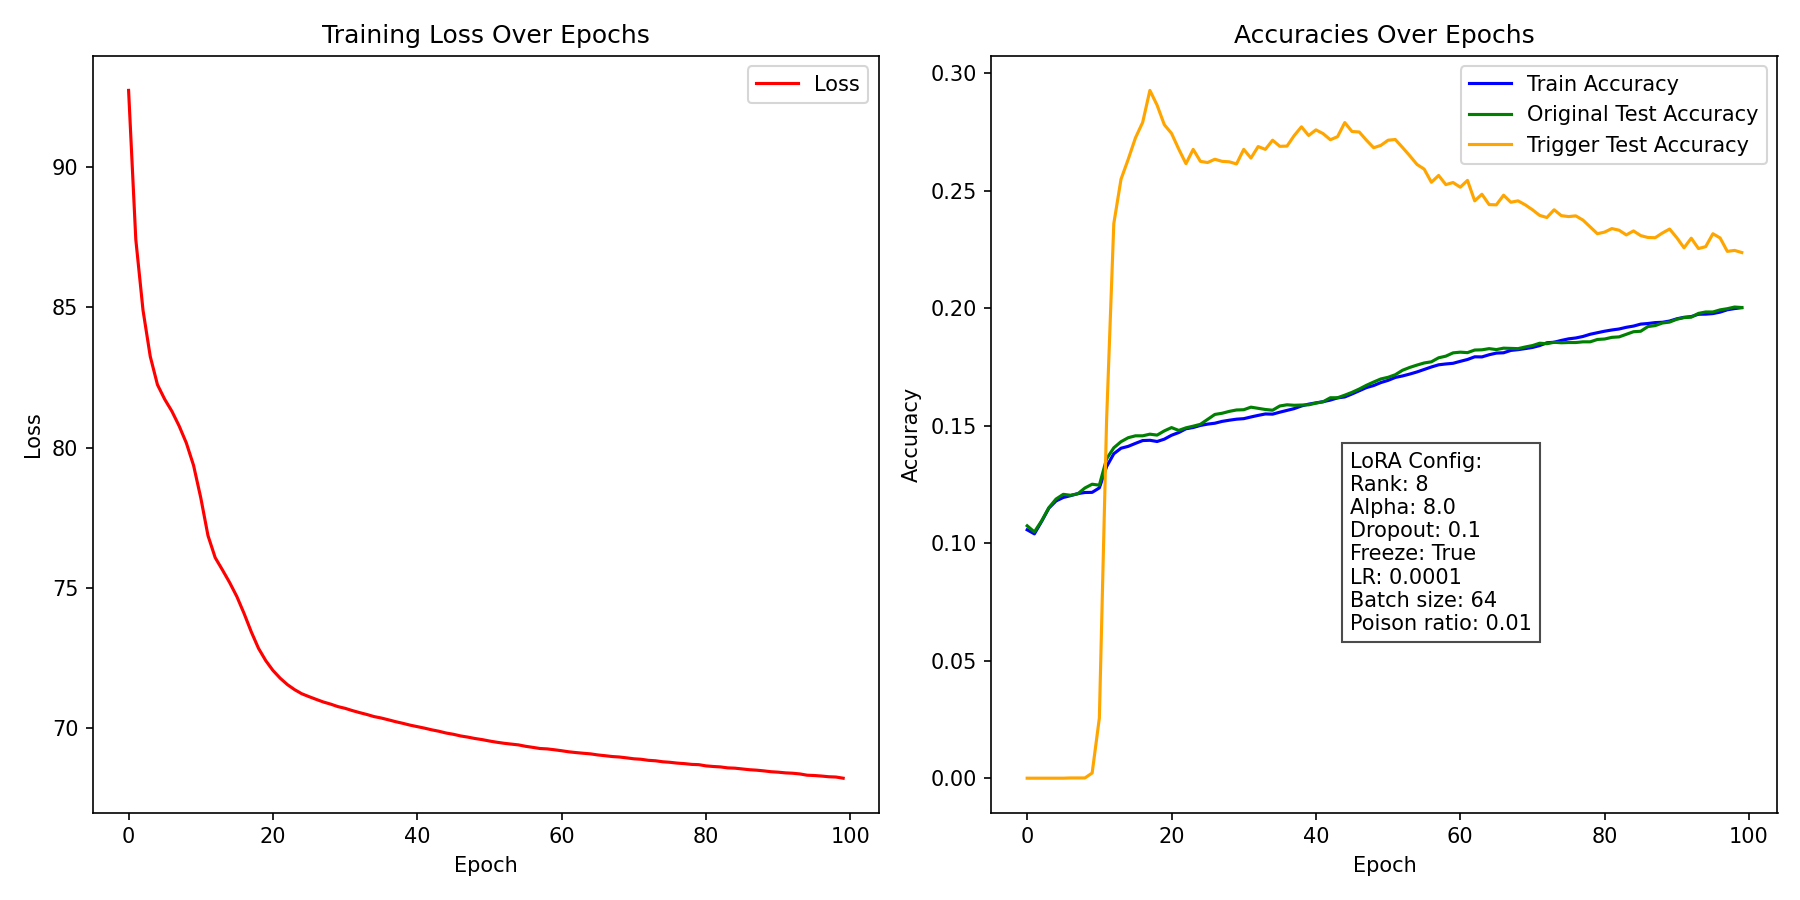 Training Loss Over Epochs
Loss
90
85
80
75
70
Loss
0 20 40 60 80 100
Epoch
Accuracies Over Epochs
Train Accuracy
Original Test Accuracy
Trigger Test Accuracy
0.30
0.25
0.20
0.15
0.10
0.05
0.00
Accuracy
LoRA Config:
Rank: 8
Alpha: 8.0
Dropout: 0.1
Freeze: True
LR: 0.0001
Batch size: 64
Poison ratio: 0.01
0 20 40 60 80 100
Epoch